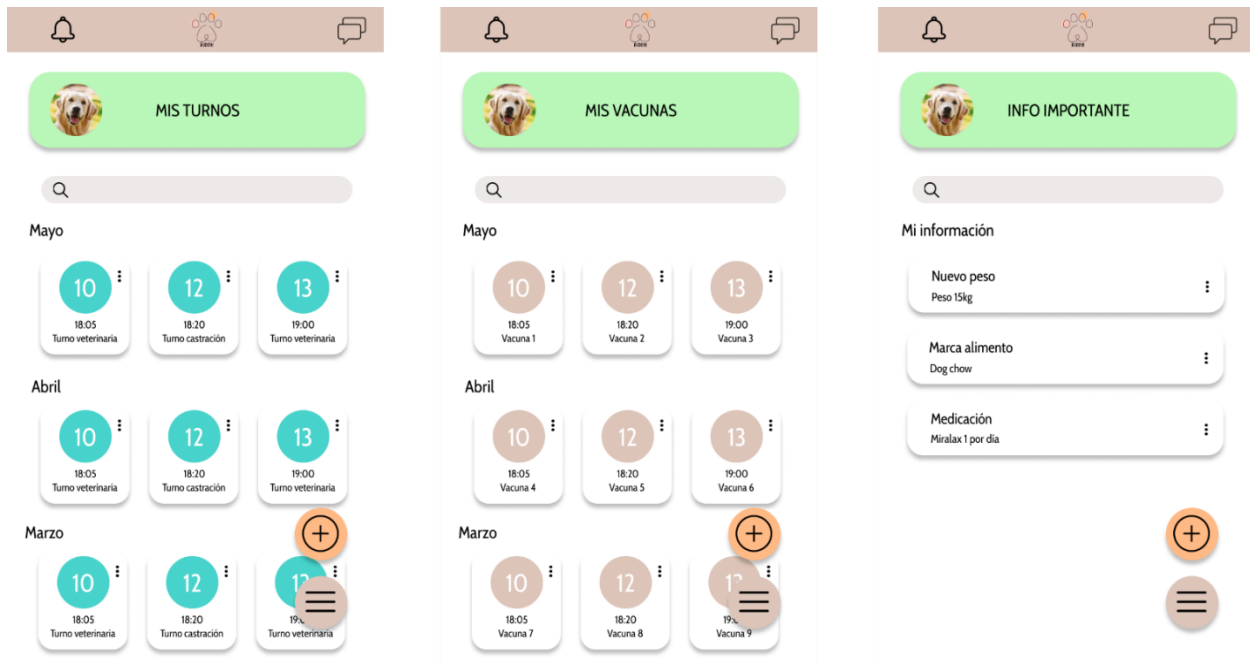 MIS TURNOS
Mayo
10
12
13
18:05
18:20
19:00
Turno veterinaria
Turno castración
Turno veterinaria
Abril
10
12
13
18:05
18:20
19:00
Turno veterinaria
Turno castración
Turno veterinaria
Marzo
10
12
18:05
18:20
Turno veterinaria
Turno castración
Turno veterinaria
MIS VACUNAS
Mayo
10
12
13
18:05
18:20
19:00
Vacuna 1
Vacuna 2
Vacuna 3
Abril
10
12
13
18:05
18:20
19:00
Vacuna 4
Vacuna 5
Vacuna 6
Marzo
10
12
18:05
18:20
Vacuna 7
Vacuna 8
Vacuna 9
INFO IMPORTANTE
Mi información
Nuevo peso
Peso 15kg
Marca alimento
Dog chow
Medicación
Miralax 1 por día